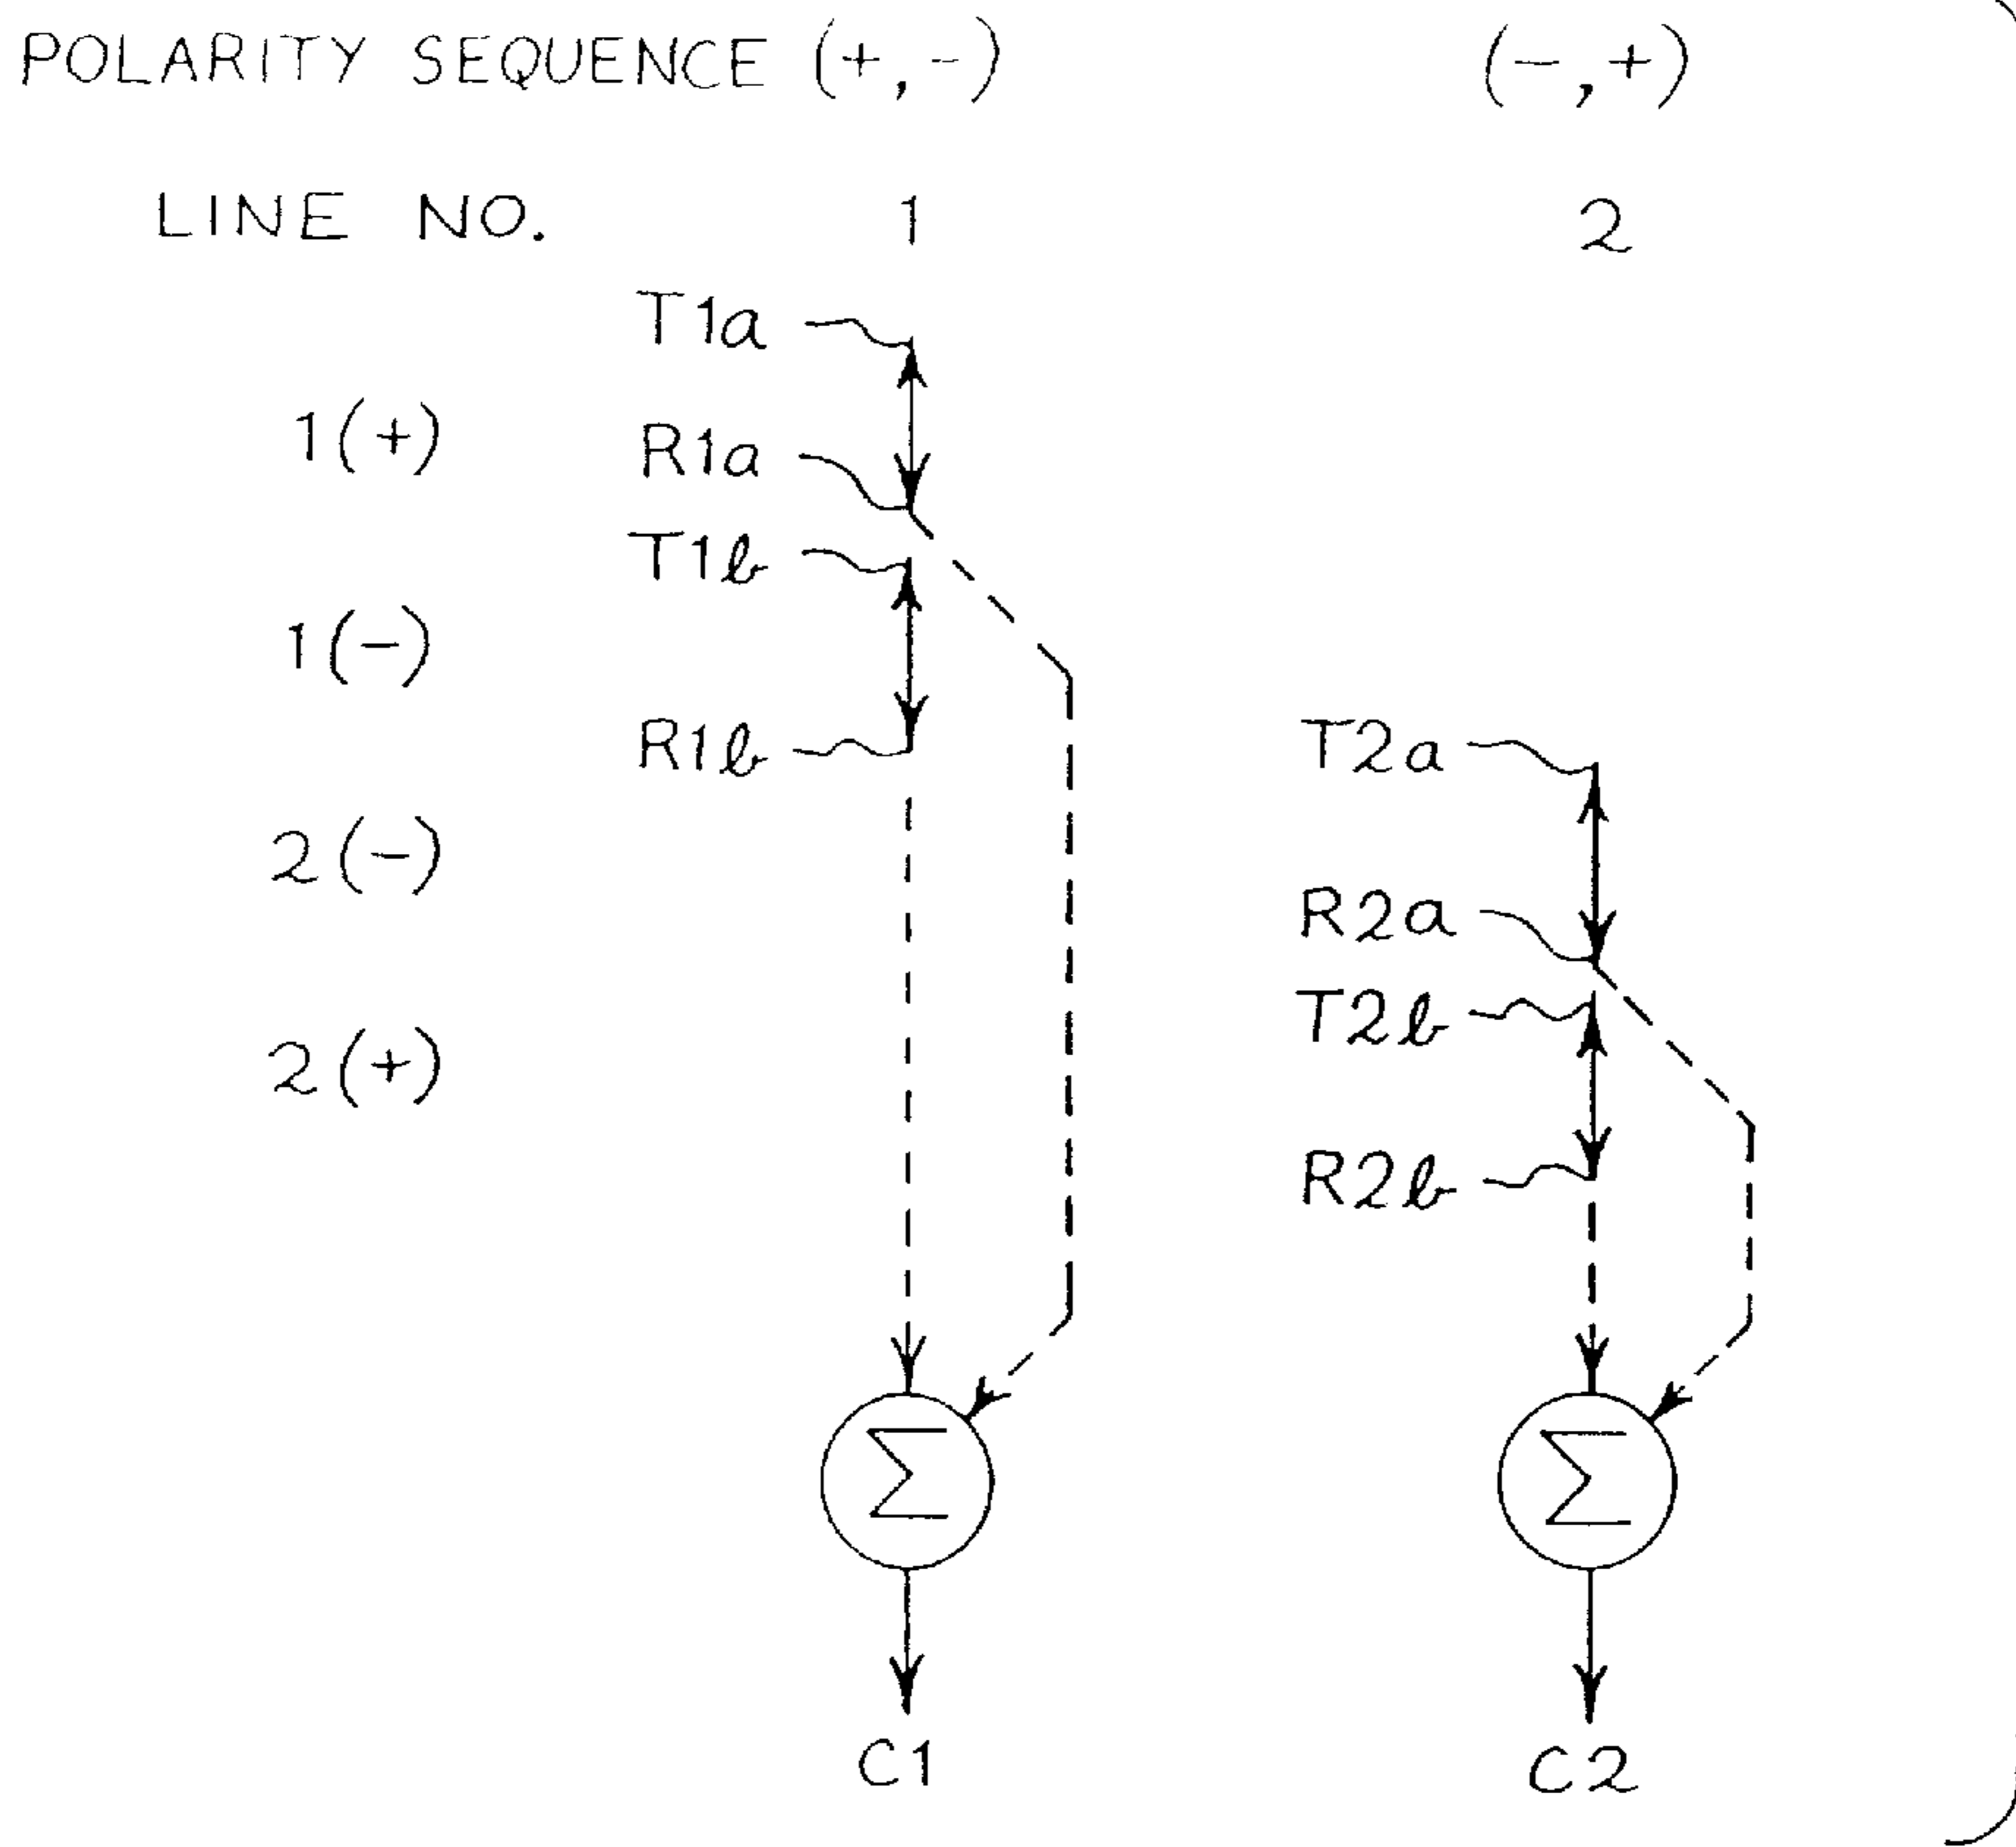 POLARITY SEQUENCE (+,-) (-,+)
LINE NO. 1 2
T1a
1(+)
R1a
T1b
1(-)
R1b
T2a
2(-)
R2a
T2b
2(+)
R2b
Σ Σ
C1 C2